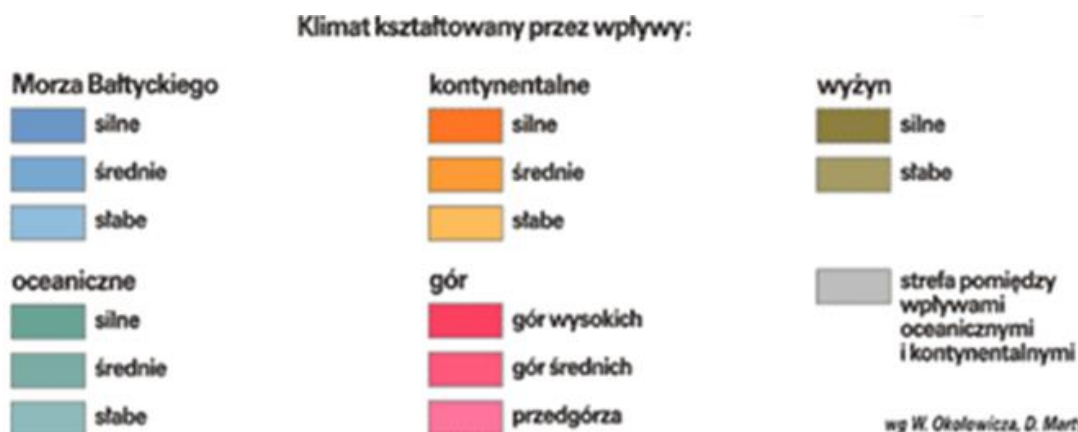 Klimat kształtowany przez wpływy:
Morza Bałtyckiego
silne
średnie
słabe
oceaniczne
silne
średnie
słabe
kontynentalne
silne
średnie
słabe
gór
gór wysokich
gór średnich
przedgórza
wyżyn
silne
słabe
strefa pomiędzy
wpływami
oceanicznymi
i kontynentalnymi
wg W. Okołowicza, D. Mart